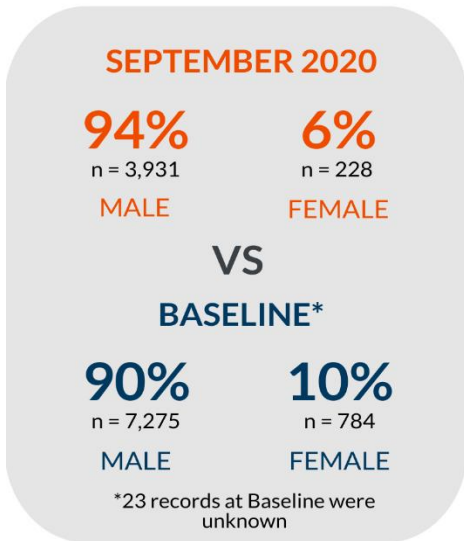 SEPTEMBER 2020
94% 6%
n = 3,931 n = 228
MALE FEMALE
VS
BASELINE*
90% 10%
n = 7,275 n = 784
MALE FEMALE
*23 records at Baseline were
unknown